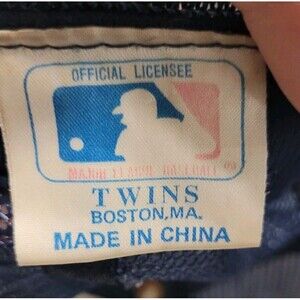 OFFICIAL LICENSEE
MAJOR LEAGUE BASEBALL
TWINS
BOSTON, MA.
MADE IN CHINA